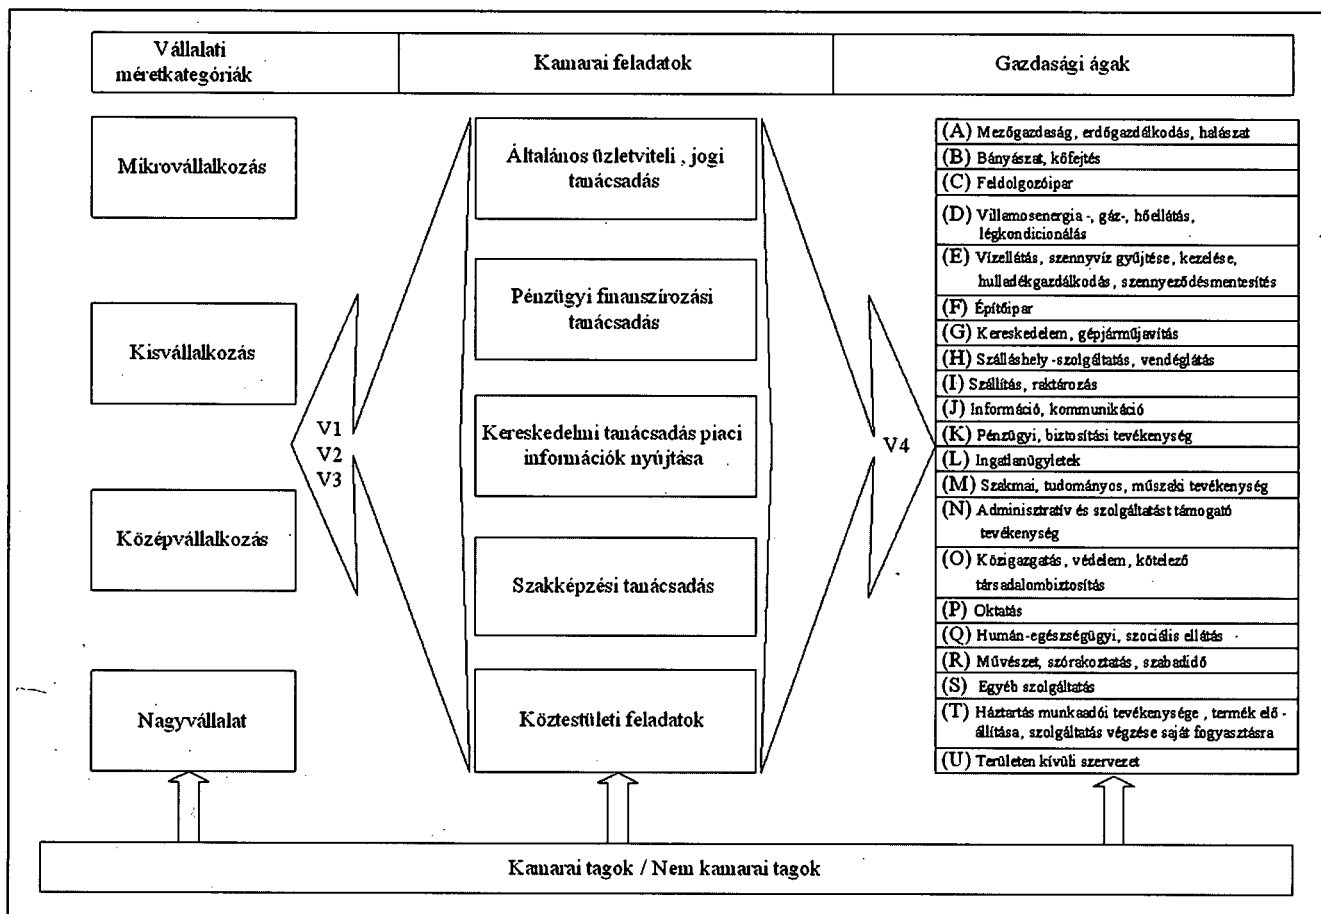 Vállalati
méretkategóriák
Kamarai feladatok
Gazdasági ágak
Mikrovállalkozás
Kisvállalkozás
Középvállalkozás
Nagyvállalat
V1
V2
V3
Általános üzletviteli , jogi
tanácsadás
Pénzügyi finanszírozási
tanácsadás
Kereskedelmi tanácsadás piaci
információk nyújtása
Szakképzési tanácsadás
Köztestületi feladatok
V4
(A) Mezőgazdaság, erdőgazdálkodás, halászat
(B) Bányászat, kőfejtés
(C) Feldolgozóipar
(D) Villamosenergia -, gáz-, hőellátás,
légkondicionálás
(E) Vízellátás, szennyvíz gyűjtése, kezelése,
hulladékgazdálkodás, szennyeződésmentesítés
(F) Építőipar
(G) Kereskedelem, gépjárműjavítás
(H) Szálláshely -szolgáltatás, vendéglátás
(I) Szállítás, raktározás
(J) Információ, kommunikáció
(K) Pénzügyi, biztosítási tevékenység
(L) Ingatlanügyletek
(M) Szakmai, tudományos, műszaki tevékenység
(N) Adminisztratív és szolgáltatást támogató
tevékenység
(O) Közigazgatás, védelem, kötelező
társadalombiztosítás
(P) Oktatás
(Q) Humán-egészségügyi, szociális ellátás
(R) Művészet, szórakoztatás, szabadidő
(S) Egyéb szolgáltatás
(T) Háztartás munkaadói tevékenysége , termék elő -
állítása, szolgáltatás végzése saját fogyasztásra
(U) Területen kívüli szervezet
Kamarai tagok / Nem kamarai tagok